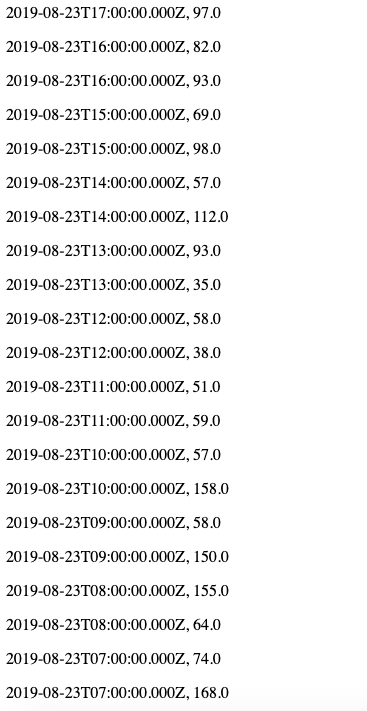 2019-08-23T17:00:00.000Z, 97.0
2019-08-23T16:00:00.000Z, 82.0
2019-08-23T16:00:00.000Z, 93.0
2019-08-23T15:00:00.000Z, 69.0
2019-08-23T15:00:00.000Z, 98.0
2019-08-23T14:00:00.000Z, 57.0
2019-08-23T14:00:00.000Z, 112.0
2019-08-23T13:00:00.000Z, 93.0
2019-08-23T13:00:00.000Z, 35.0
2019-08-23T12:00:00.000Z, 58.0
2019-08-23T12:00:00.000Z, 38.0
2019-08-23T11:00:00.000Z, 51.0
2019-08-23T11:00:00.000Z, 59.0
2019-08-23T10:00:00.000Z, 57.0
2019-08-23T10:00:00.000Z, 158.0
2019-08-23T09:00:00.000Z, 58.0
2019-08-23T09:00:00.000Z, 150.0
2019-08-23T08:00:00.000Z, 155.0
2019-08-23T08:00:00.000Z, 64.0
2019-08-23T07:00:00.000Z, 74.0
2019-08-23T07:00:00.000Z, 168.0